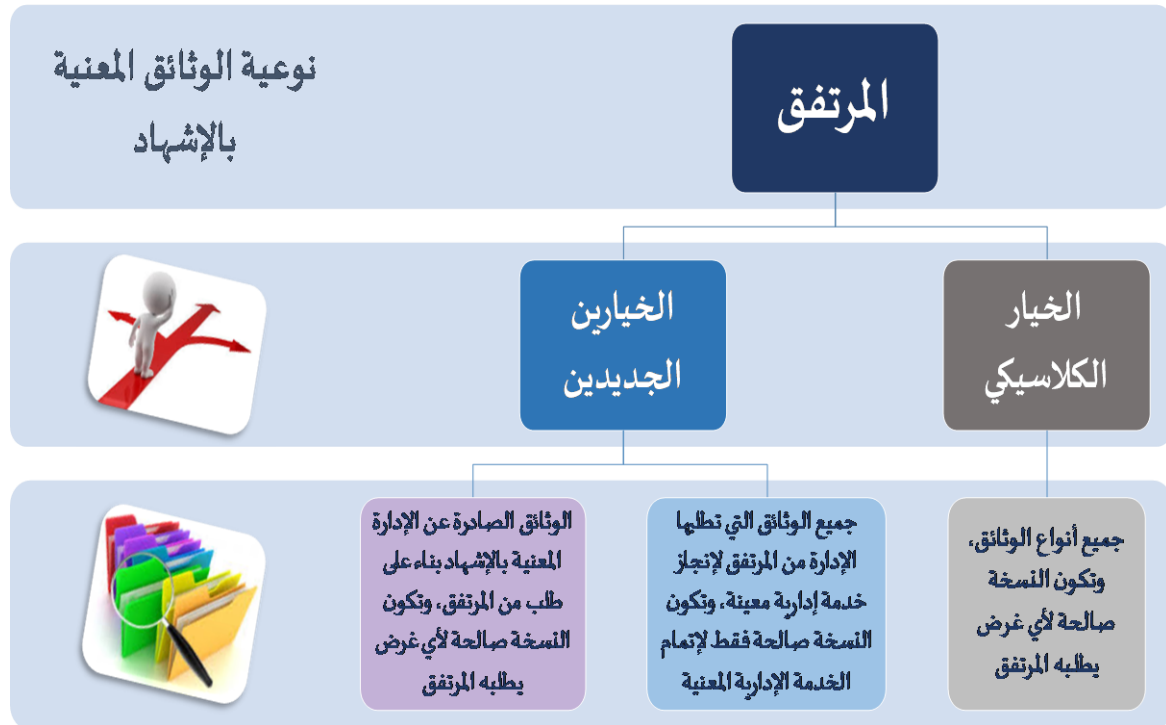 نوعية الوثائق المعنية
بالإشهاد
المرتفق
الخيار
الكلاسيكي
الخيارين
الجديدين
جميع أنواع الوثائق،
وتكون النسخة
صالحة لأي غرض
يطلبه المرتفق
جميع الوثائق التي تطلبها
الإدارة من المرتفق لإنجاز
خدمة إدارية معينة، وتكون
النسخة صالحة فقط لإتمام
الخدمة الإدارية المعنية
الوثائق الصادرة عن الإدارة
المعنية بالإشهاد بناء على
طلب من المرتفق، وتكون
النسخة صالحة لأي غرض
يطلبه المرتفق